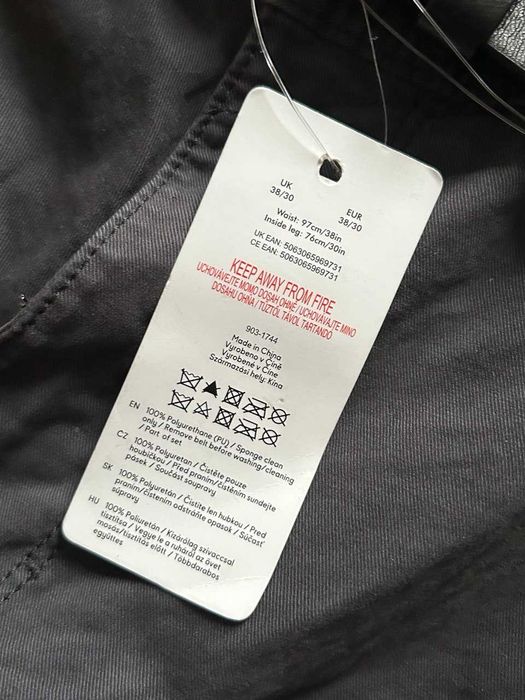 UK
38/30
EUR
38/30
Waist: 97cm/38in
Inside leg: 76cm/30in
UK EAN: 5063065969731
CE EAN: 5063065969731
KEEP AWAY FROM FIRE
UCHOVÁVEJTE MIMO DOSAH OHNĚ / UCHOVÁVAJTE MIMO
DOSAHU OHŇA / TŰZTŐL TÁVOL TARTANDÓ
903-1744
Made in China
Vyrobeno v Číně
Vyrobené v Číne
Származási hely: Kína
EN 100% Polyurethane (PU) / Sponge clean
only / Remove belt before washing/cleaning
/ Part of set
CZ 100% Polyuretan / Čistěte pouze
houbičkou / Před praním/čištěním sundejte
pásek / Součást soupravy
SK 100% Polyuretán / Čistite len hubkou / Pred
praním/čistením odstráňte opasok / Súčasť
súpravy
HU 100% Poliuretán / Kizárólag szivaccsal
tisztítsa / Vegye le a ruháról az övet
mosás/tisztítás előtt / Többdarabos
együttes